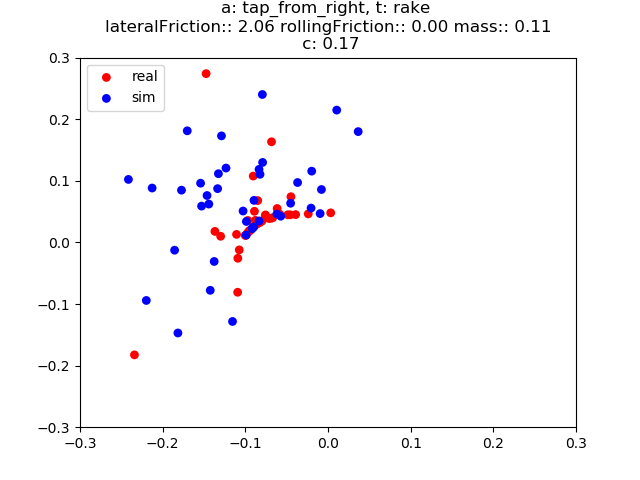 a: tap_from_right, t: rake
lateralFriction:: 2.06 rollingFriction:: 0.00 mass:: 0.11
c: 0.17
real
sim
0.3
0.2
0.1
0.0
−0.1
−0.2
−0.3
−0.3 −0.2 −0.1 0.0 0.1 0.2 0.3